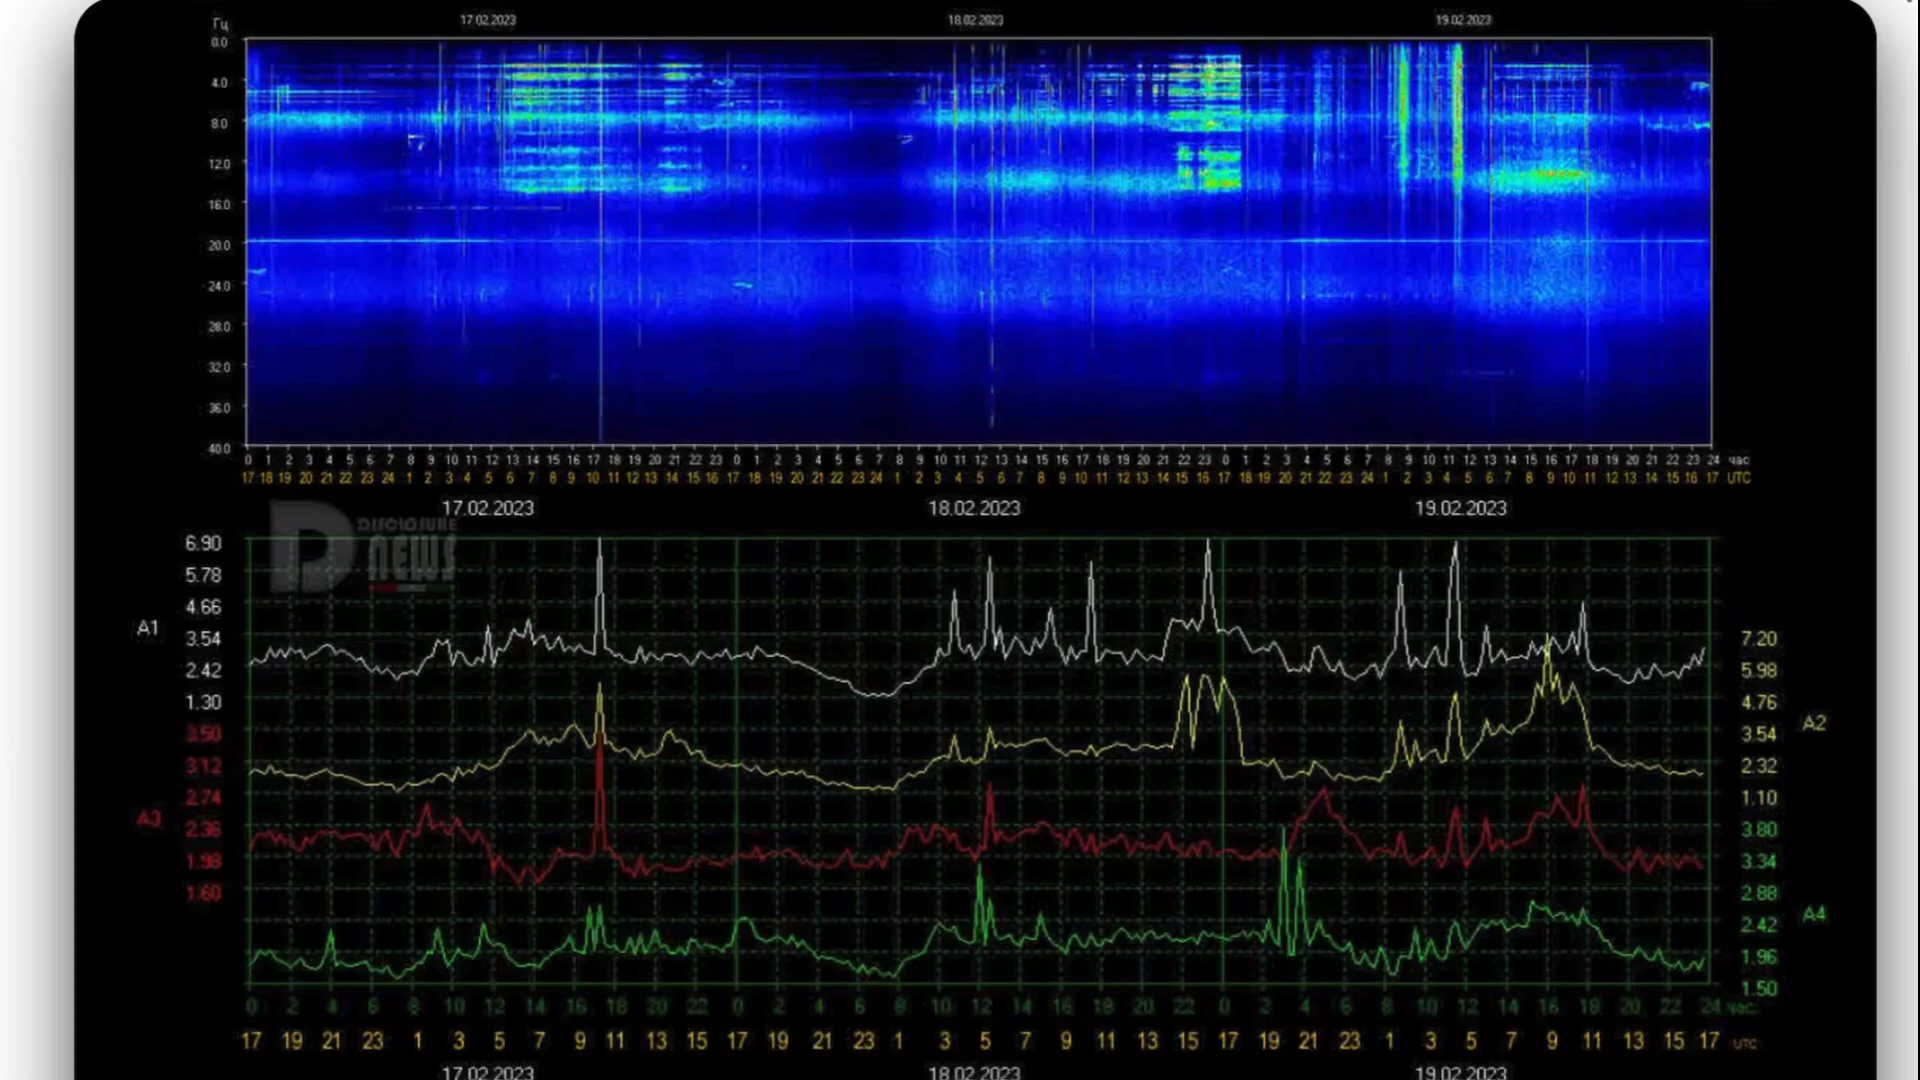 17.02.2023 18.02.2023 19.02.2023
Гц
0.0
4.0
8.0
12.0
16.0
20.0
24.0
28.0
32.0
36.0
40.0
0 1 2 3 4 5 6 7 8 9 10 11 12 13 14 15 16 17 18 19 20 21 22 23 0 1 2 3 4 5 6 7 8 9 10 11 12 13 14 15 16 17 18 19 20 21 22 23 0 1 2 3 4 5 6 7 8 9 10 11 12 13 14 15 16 17 18 19 20 21 22 23 24 час
17 18 19 20 21 22 23 24 1 2 3 4 5 6 7 8 9 10 11 12 13 14 15 16 17 18 19 20 21 22 23 24 1 2 3 4 5 6 7 8 9 10 11 12 13 14 15 16 17 18 19 20 21 22 23 24 1 2 3 4 5 6 7 8 9 10 11 12 13 14 15 16 17 UTC
17.02.2023 18.02.2023 19.02.2023
D DISCLOSURE
NEWS
6.90
5.78
4.66
A1
3.54
2.42
1.30
3.50
3.12
2.74
A3
2.36
1.98
1.60
7.20
5.98
4.76
A2
3.54
2.32
1.10
3.80
3.34
2.88
A4
2.42
1.96
1.50
0 2 4 6 8 10 12 14 16 18 20 22 0 2 4 6 8 10 12 14 16 18 20 22 0 2 4 6 8 10 12 14 16 18 20 22 24 час
17 19 21 23 1 3 5 7 9 11 13 15 17 19 21 23 1 3 5 7 9 11 13 15 17 19 21 23 1 3 5 7 9 11 13 15 17 UTC
17.02.2023 18.02.2023 19.02.2023